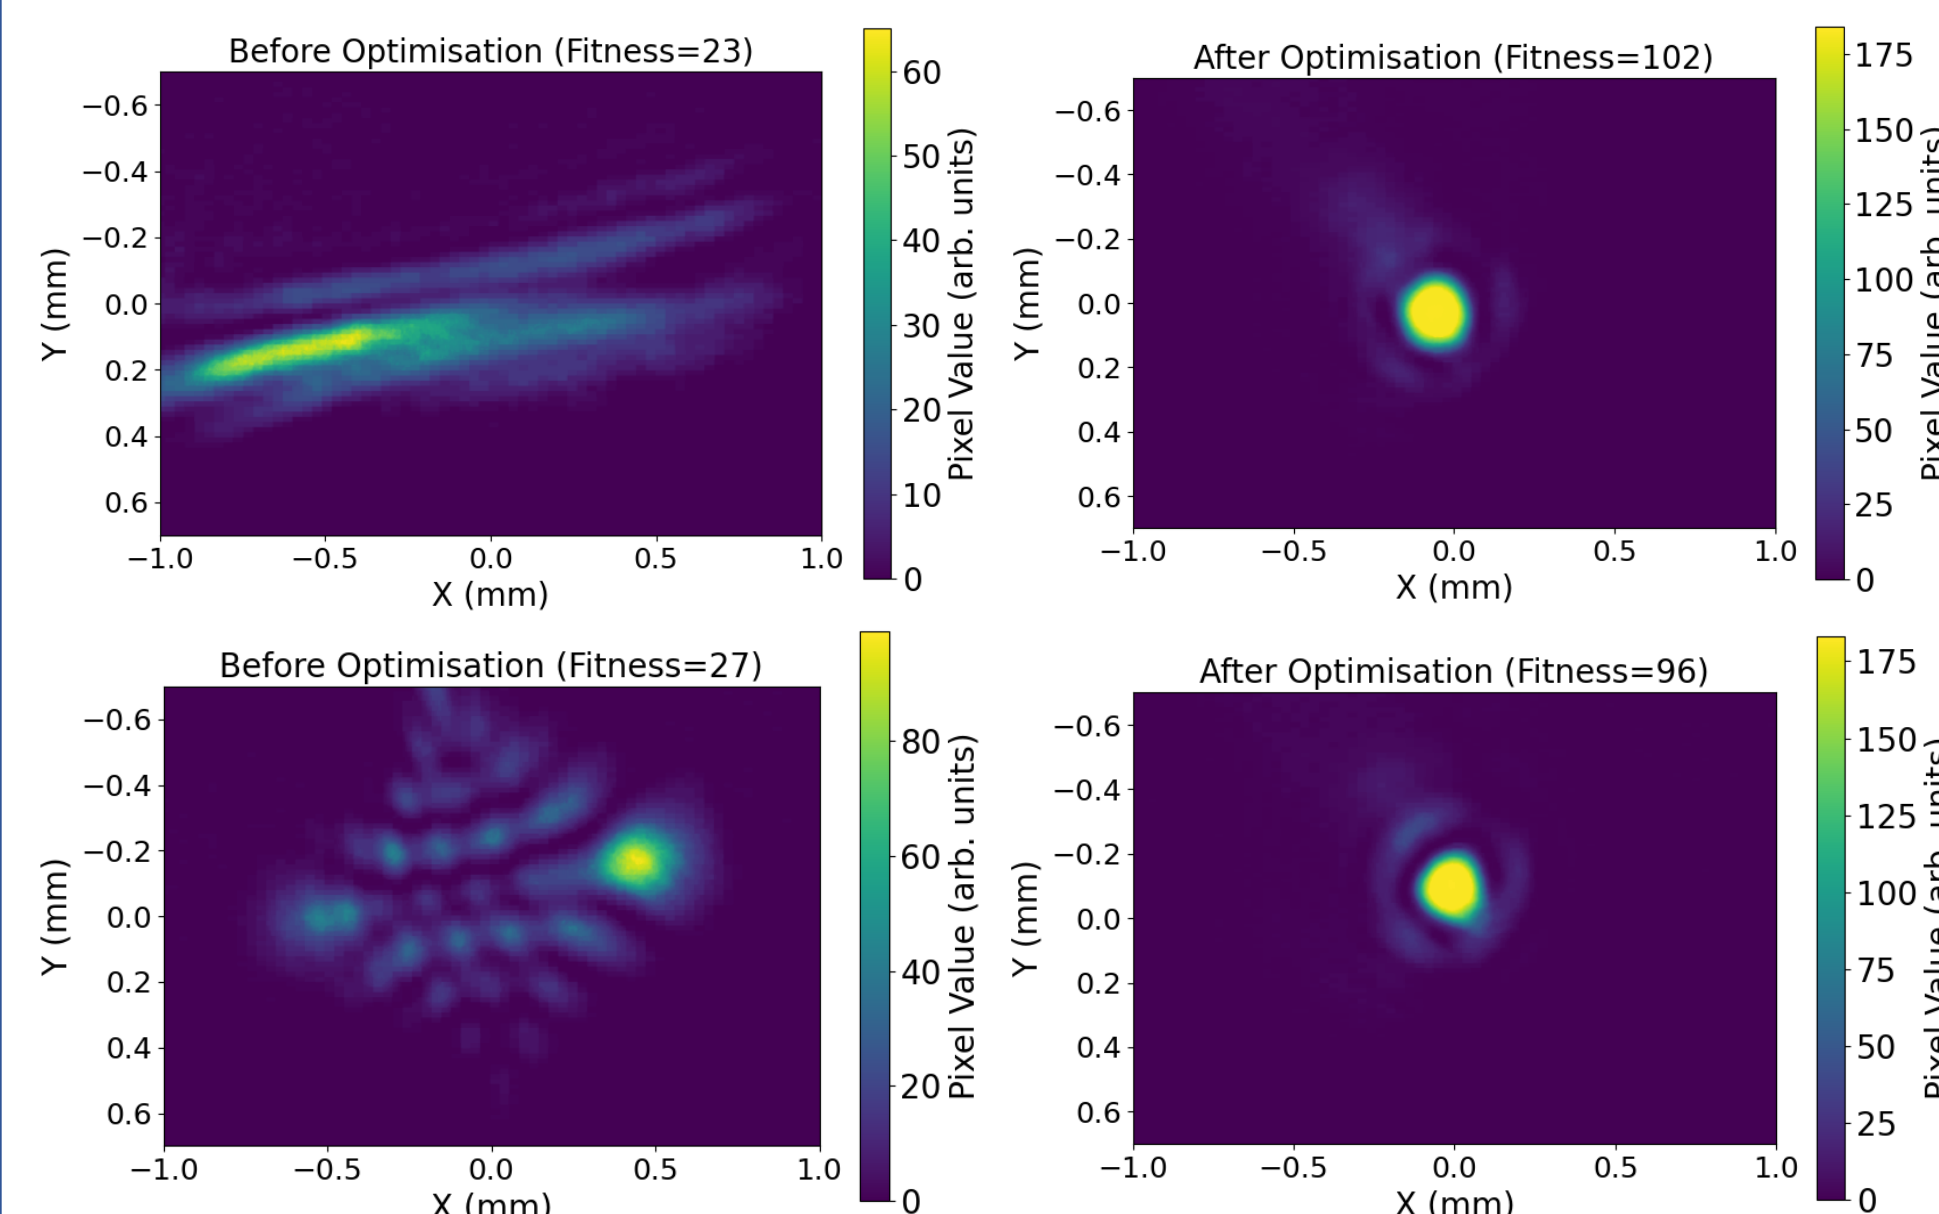 Before Optimisation (Fitness=23)
−0.6
−0.4
−0.2
0.0
0.2
0.4
0.6
Y (mm)
−1.0 −0.5 0.0 0.5 1.0
X (mm)
60
50
40
30
20
10
0
Pixel Value (arb. units)
After Optimisation (Fitness=102)
−0.6
−0.4
−0.2
0.0
0.2
0.4
0.6
Y (mm)
−1.0 −0.5 0.0 0.5 1.0
X (mm)
175
150
125
100
75
50
25
0
Pixel Value (arb. units)
Before Optimisation (Fitness=27)
−0.6
−0.4
−0.2
0.0
0.2
0.4
0.6
Y (mm)
−1.0 −0.5 0.0 0.5 1.0
X (mm)
80
60
40
20
0
Pixel Value (arb. units)
After Optimisation (Fitness=96)
−0.6
−0.4
−0.2
0.0
0.2
0.4
0.6
Y (mm)
−1.0 −0.5 0.0 0.5 1.0
X (mm)
175
150
125
100
75
50
25
0
Pixel Value (arb. units)